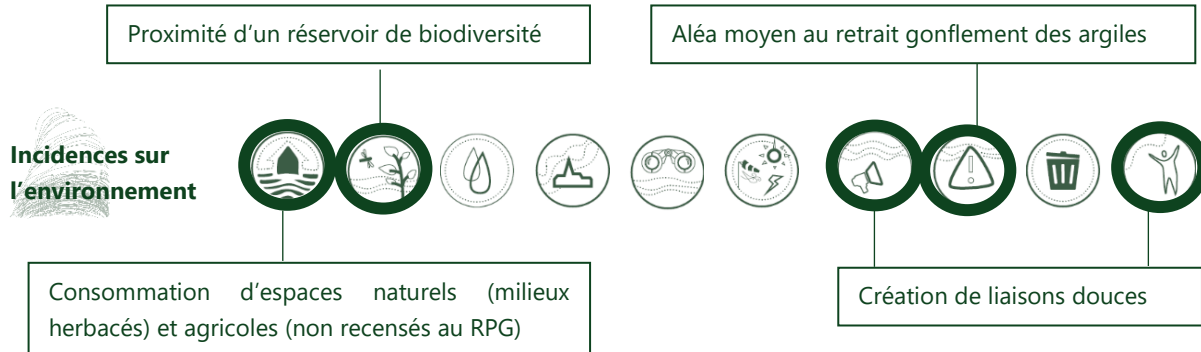 Proximité d'un réservoir de biodiversité
Aléa moyen au retrait gonflement des argiles
Incidences sur
l'environnement
Consommation d'espaces naturels (milieux
herbacés) et agricoles (non recensés au RPG)
Création de liaisons douces